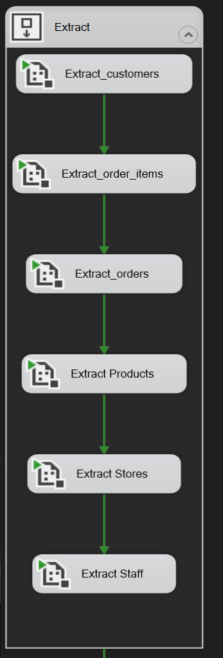 Extract
Extract_customers
Extract_order_items
Extract_orders
Extract Products
Extract Stores
Extract Staff